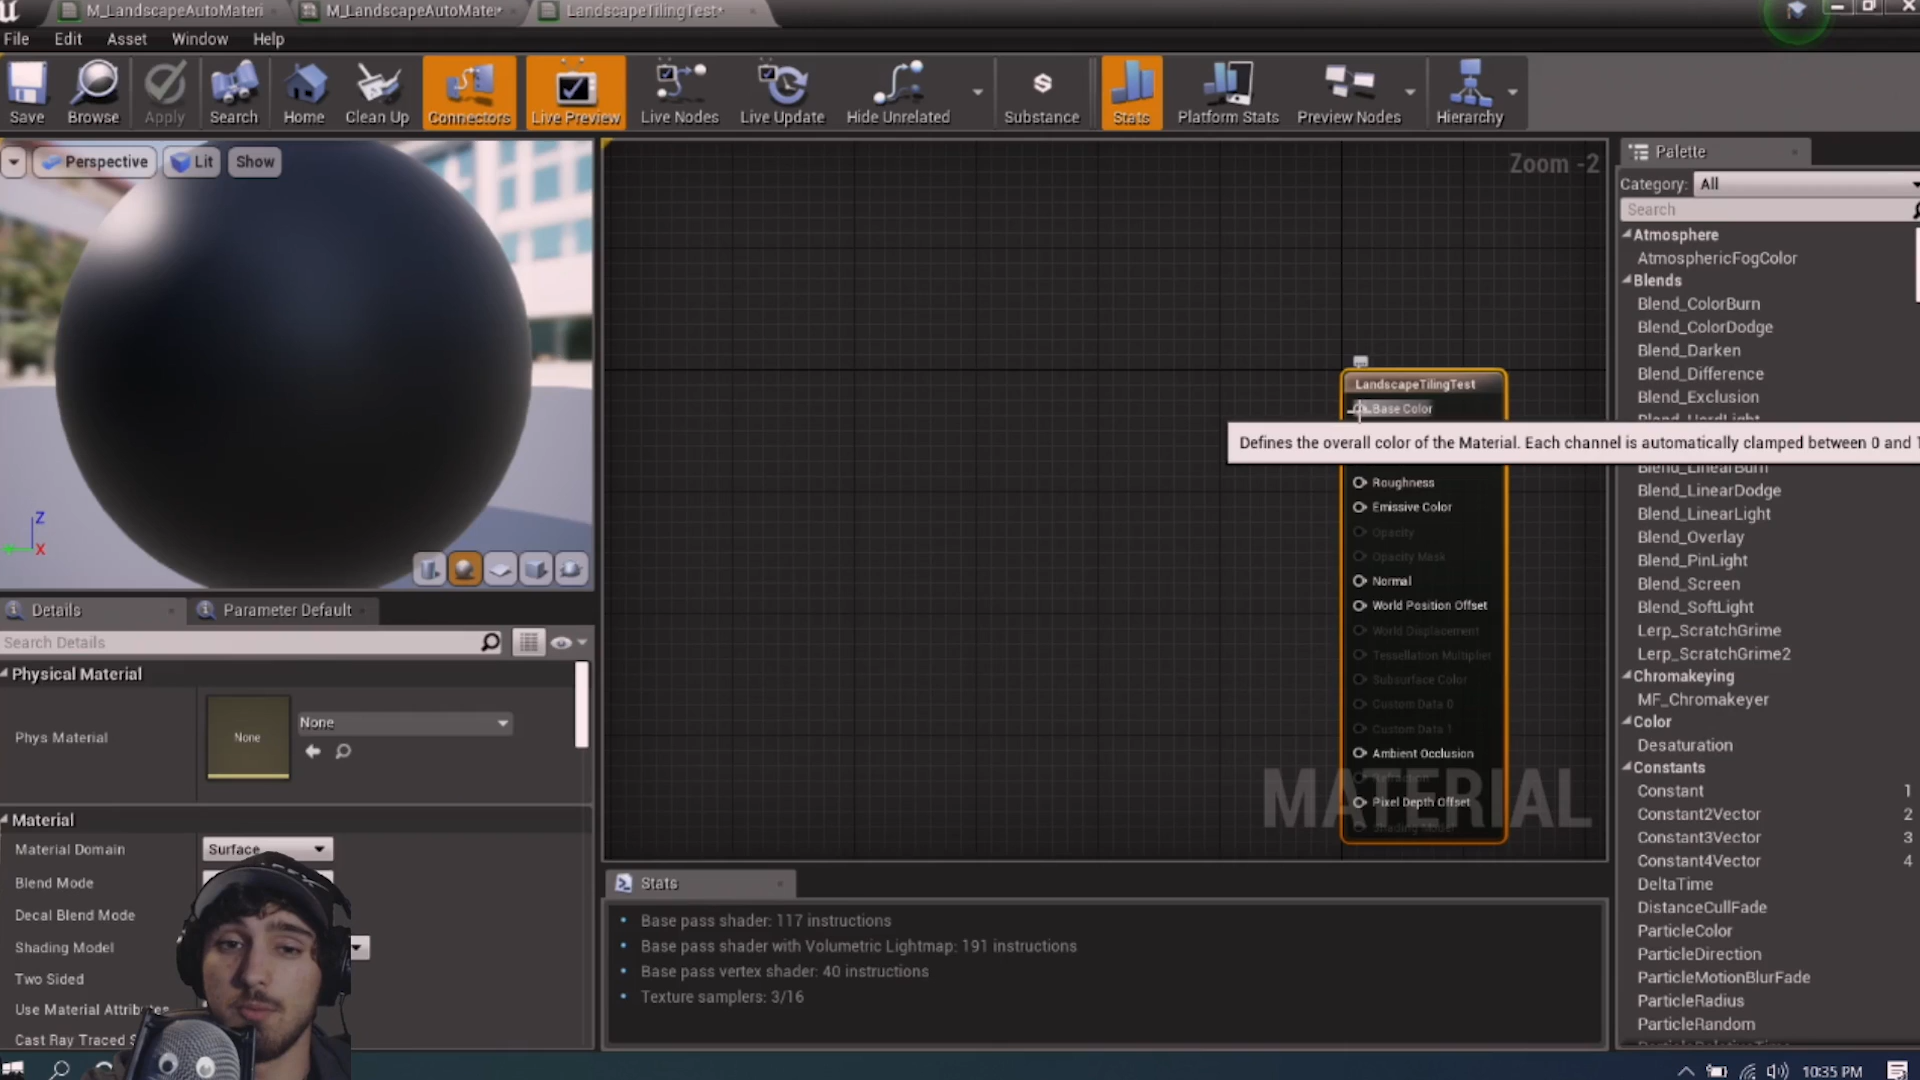 M_LandscapeAutoMateri
M_LandscapeAutoMater*
LandscapeTilingTest*
File Edit Asset Window Help
Save Browse Apply Search Home Clean Up Connectors Live Preview Live Nodes Live Update Hide Unrelated Substance Stats Platform Stats Preview Nodes Hierarchy
Perspective Lit Show
Z
X
Zoom -2
LandscapeTilingTest
Base Color
Defines the overall color of the Material. Each channel is automatically clamped between 0 and 1
Roughness
Emissive Color
Opacity
Opacity Mask
Normal
World Position Offset
World Displacement
Tessellation Multiplier
Subsurface Color
Custom Data 0
Custom Data 1
Ambient Occlusion
Refraction
Pixel Depth Offset
Shading Model
MATERIAL
Palette
Category: All
Search
Atmosphere
AtmosphericFogColor
Blends
Blend_ColorBurn
Blend_ColorDodge
Blend_Darken
Blend_Difference
Blend_Exclusion
Blend_HardLight
Blend_LinearBurn
Blend_LinearDodge
Blend_LinearLight
Blend_Overlay
Blend_PinLight
Blend_Screen
Blend_SoftLight
Lerp_ScratchGrime
Lerp_ScratchGrime2
Chromakeying
MF_Chromakeyer
Color
Desaturation
Constants
Constant 1
Constant2Vector 2
Constant3Vector 3
Constant4Vector 4
DeltaTime
DistanceCullFade
ParticleColor
ParticleDirection
ParticleMotionBlurFade
ParticleRadius
ParticleRandom
ParticleRelativeTime
Details
Parameter Default
Search Details
Physical Material
Phys Material
None
None
Material
Material Domain Surface
Blend Mode
Decal Blend Mode
Shading Model
Two Sided
Use Material Attributes
Cast Ray Traced S
Stats
Base pass shader: 117 instructions
Base pass shader with Volumetric Lightmap: 191 instructions
Base pass vertex shader: 40 instructions
Texture samplers: 3/16
10:35 PM